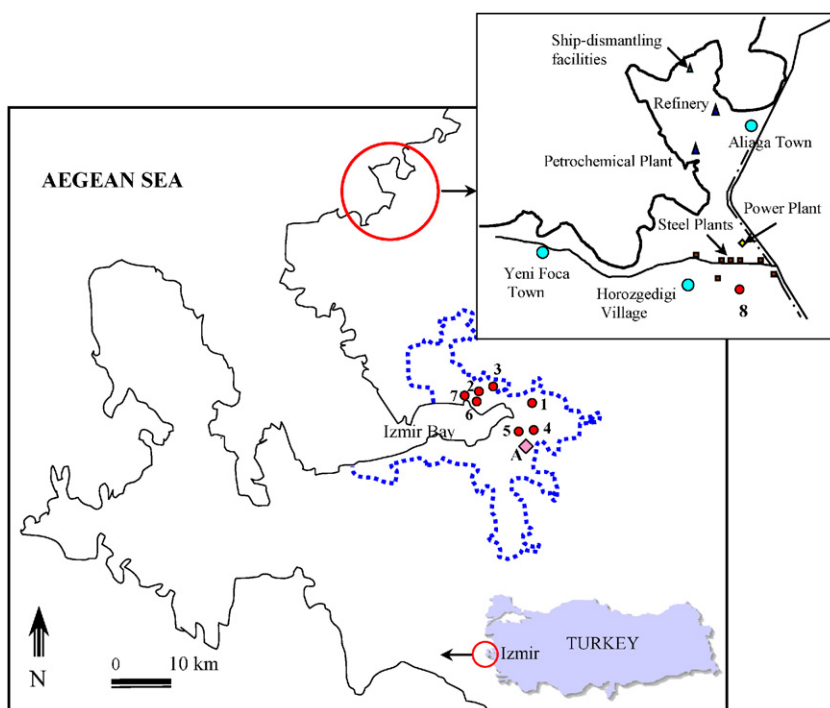 Ship-dismantling
facilities
Refinery
Aliaga Town
Petrochemical Plant
Power Plant
Steel Plants
Yeni Foca
Town
Horozgedigi
Village
8
AEGEAN SEA
3
2
7
1
6
Izmir Bay
5
4
A
N
0
10 km
Izmir
TURKEY